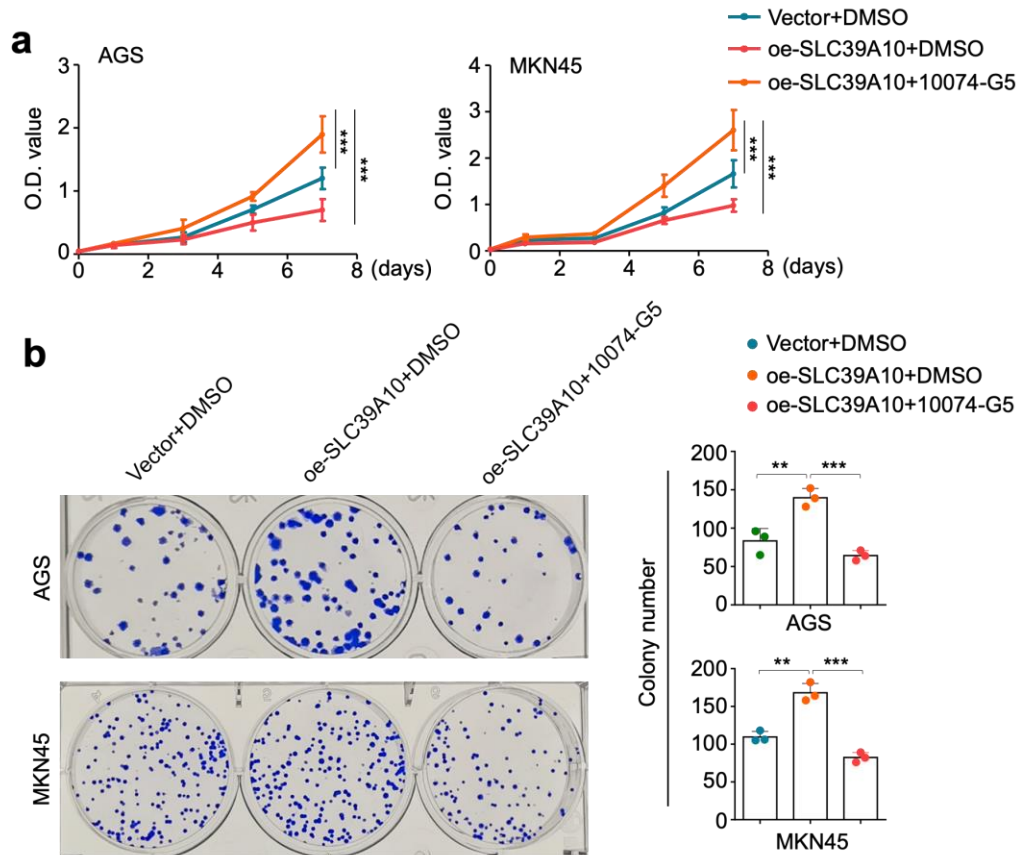 a
AGS
MKN45
Vector+DMSO
oe-SLC39A10+DMSO
oe-SLC39A10+10074-G5
O.D. value
3
2
1
0
0 2 4 6 8 (days)
***
***
O.D. value
4
3
2
1
0
0 2 4 6 8 (days)
***
***
b
Vector+DMSO
oe-SLC39A10+DMSO
oe-SLC39A10+10074-G5
AGS
MKN45
Vector+DMSO
oe-SLC39A10+DMSO
oe-SLC39A10+10074-G5
Colony number
200
150
100
50
0
** ***
AGS
200
150
100
50
0
** ***
MKN45